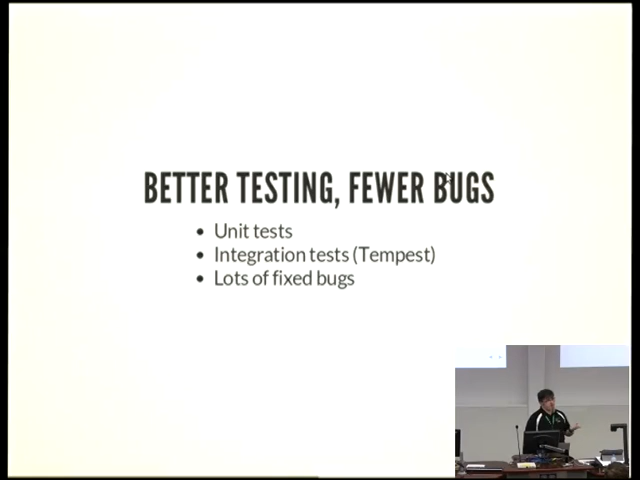 BETTER TESTING, FEWER BUGS
Unit tests
Integration tests (Tempest)
Lots of fixed bugs